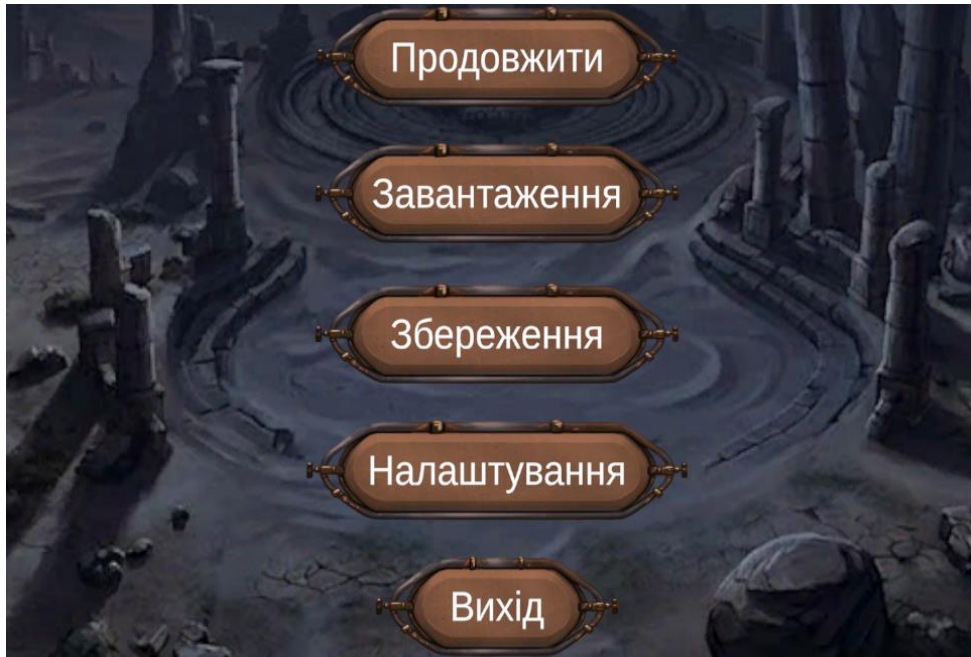 Продовжити
Завантаження
Збереження
Налаштування
Вихід